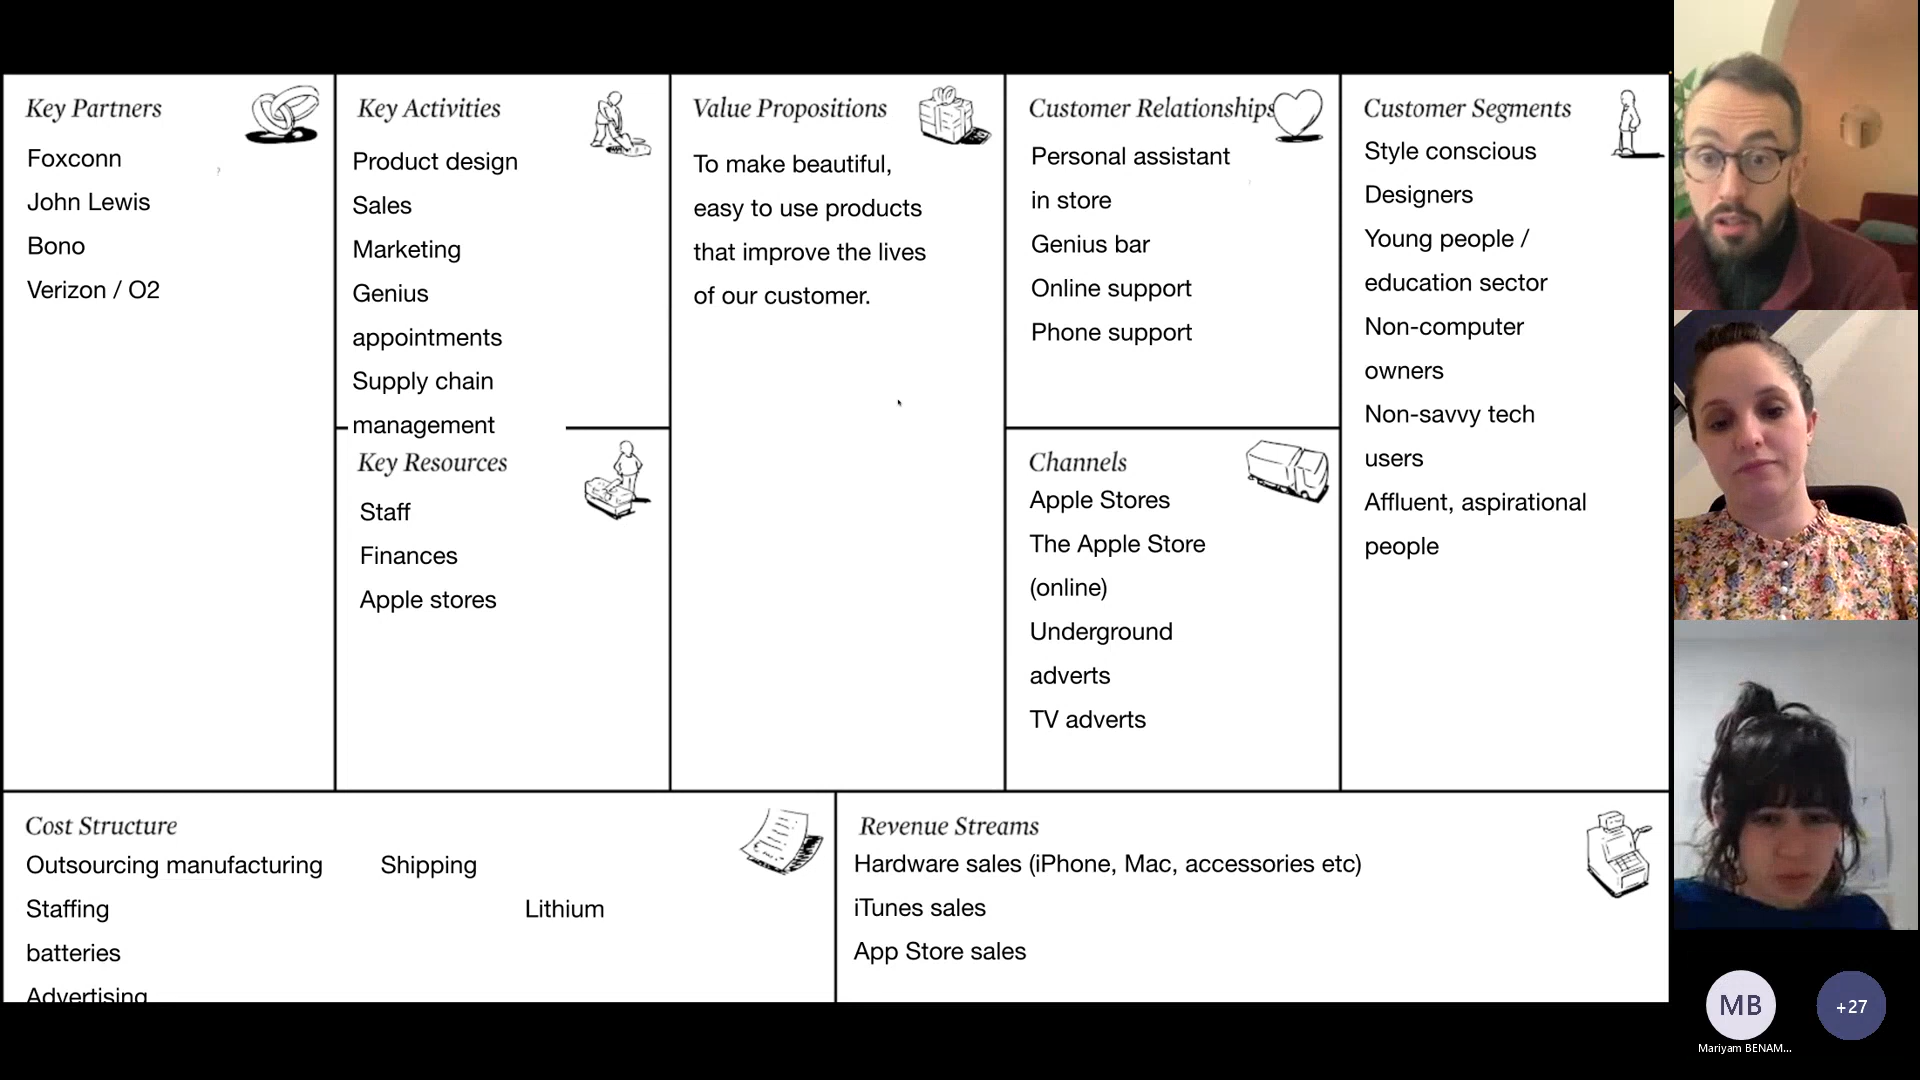 Key Partners
Foxconn
John Lewis
Bono
Verizon / O2
Key Activities
Product design
Sales
Marketing
Genius
appointments
Supply chain
management
Key Resources
Staff
Finances
Apple stores
Value Propositions
To make beautiful,
easy to use products
that improve the lives
of our customer.
Customer Relationships
Personal assistant
in store
Genius bar
Online support
Phone support
Channels
Apple Stores
The Apple Store
(online)
Underground
adverts
TV adverts
Customer Segments
Style conscious
Designers
Young people /
education sector
Non-computer
owners
Non-savvy tech
users
Affluent, aspirational
people
Cost Structure
Outsourcing manufacturing Shipping
Staffing Lithium
batteries
Advertising
Revenue Streams
Hardware sales (iPhone, Mac, accessories etc)
iTunes sales
App Store sales
MB
Mariyam BENAM...
+27